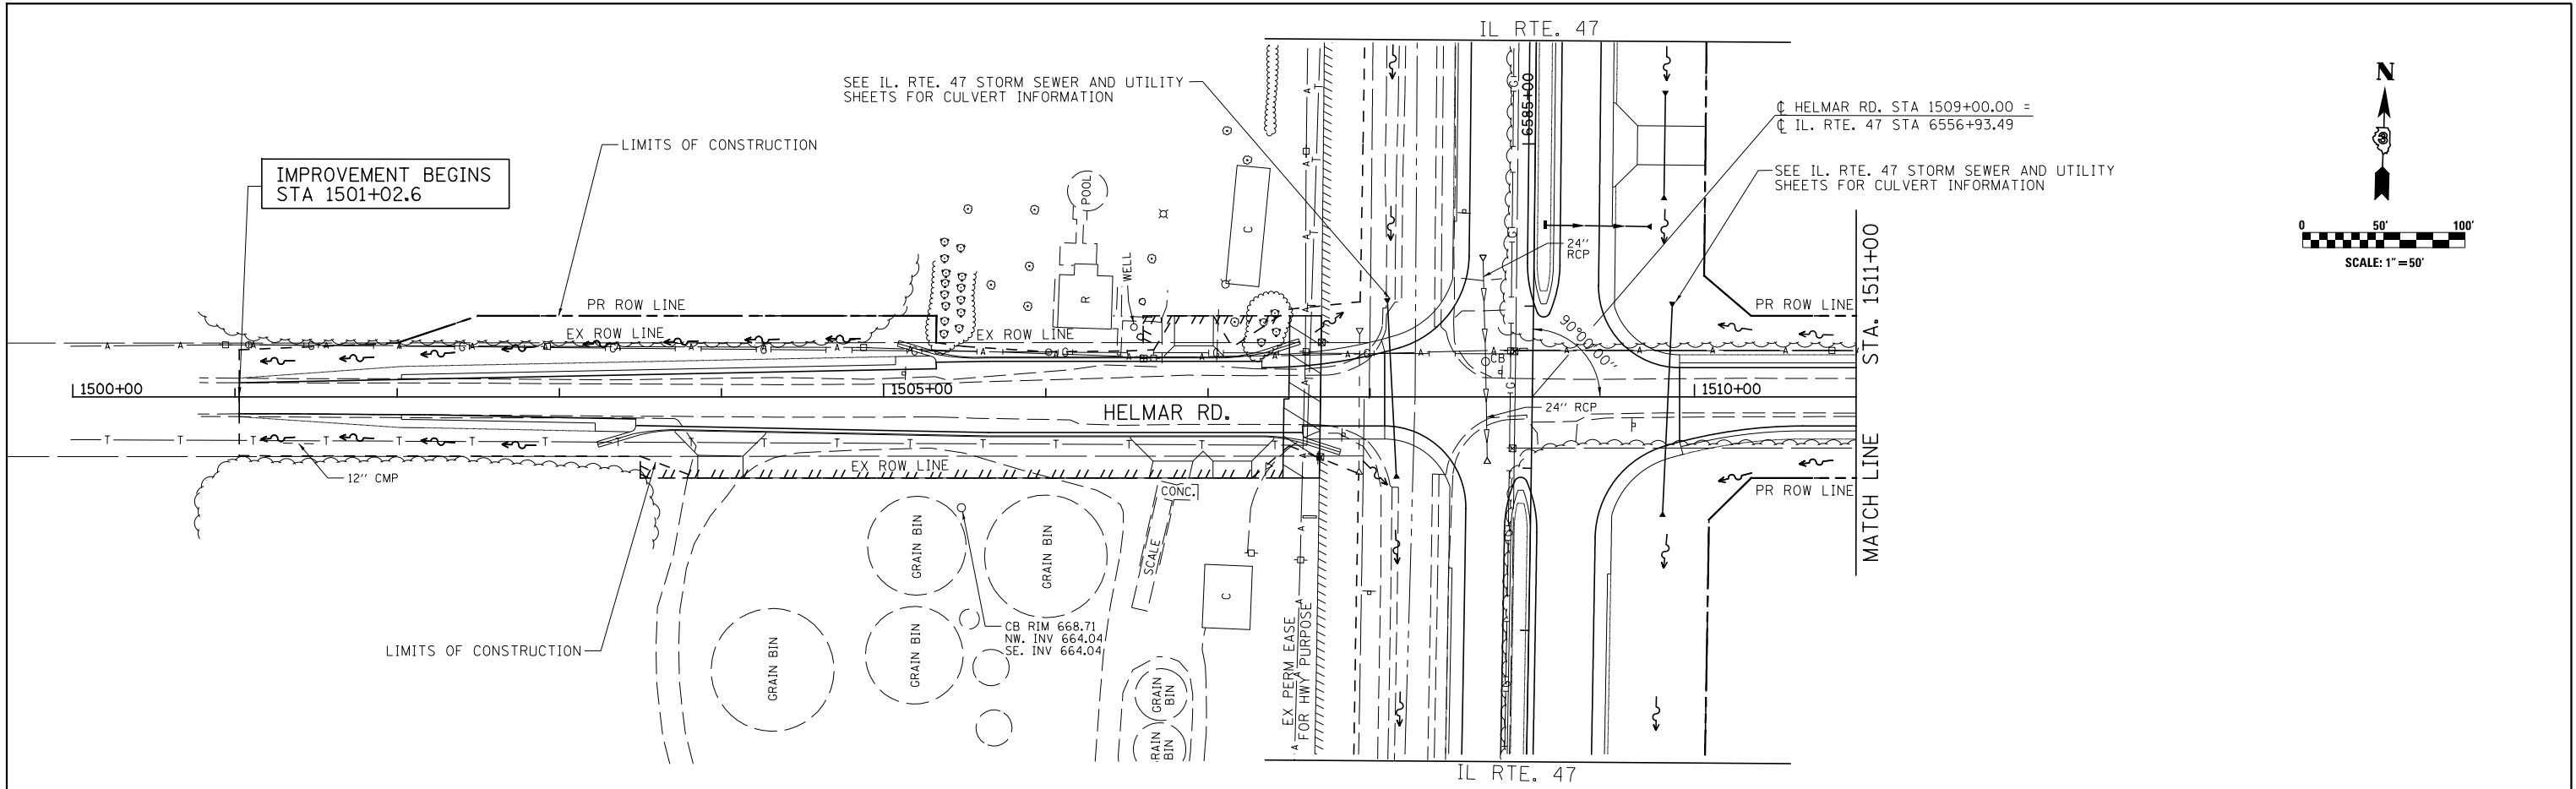 IL RTE. 47
SEE IL. RTE. 47 STORM SEWER AND UTILITY
SHEETS FOR CULVERT INFORMATION
LIMITS OF CONSTRUCTION
IMPROVEMENT BEGINS
STA 1501+02.6
6585+00
℄ HELMAR RD. STA 1509+00.00 =
℄ IL. RTE. 47 STA 6556+93.49
SEE IL. RTE. 47 STORM SEWER AND UTILITY
SHEETS FOR CULVERT INFORMATION
N
3
0 50' 100'
SCALE: 1" = 50'
POOL
C
R
WELL
24"
RCP
PR ROW LINE
EX ROW LINE
EX ROW LINE
PR ROW LINE
90°00'00"
CB
MATCH LINE STA. 1511+00
1500+00
1505+00
1510+00
HELMAR RD.
24" RCP
12" CMP
EX ROW LINE
PR ROW LINE
CONC.
SCALE
GRAIN BIN
GRAIN BIN
GRAIN BIN
GRAIN BIN
C
CB RIM 668.71
NW. INV 664.04
SE. INV 664.04
LIMITS OF CONSTRUCTION
GRAIN
BIN
GRAIN
BIN
EX PERM EASE
FOR HWY PURPOSE
IL RTE. 47